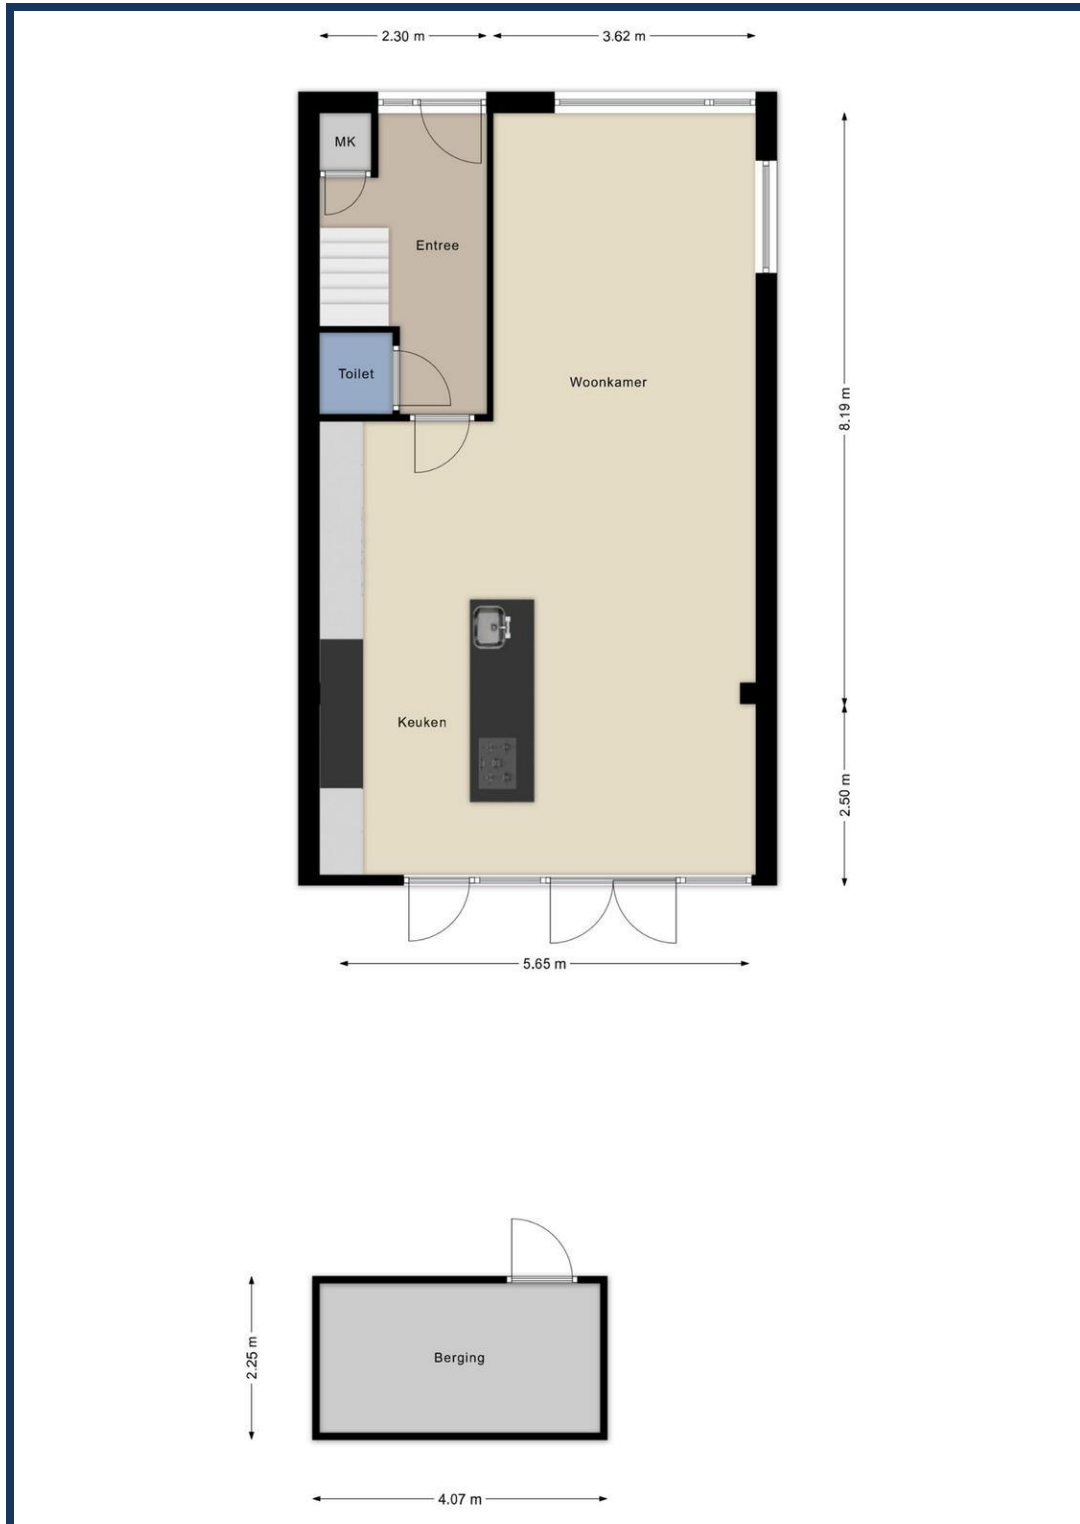 2.30 m
3.62 m
MK
Entree
Toilet
Woonkamer
8.19 m
Keuken
2.50 m
5.65 m
Berging
2.25 m
4.07 m